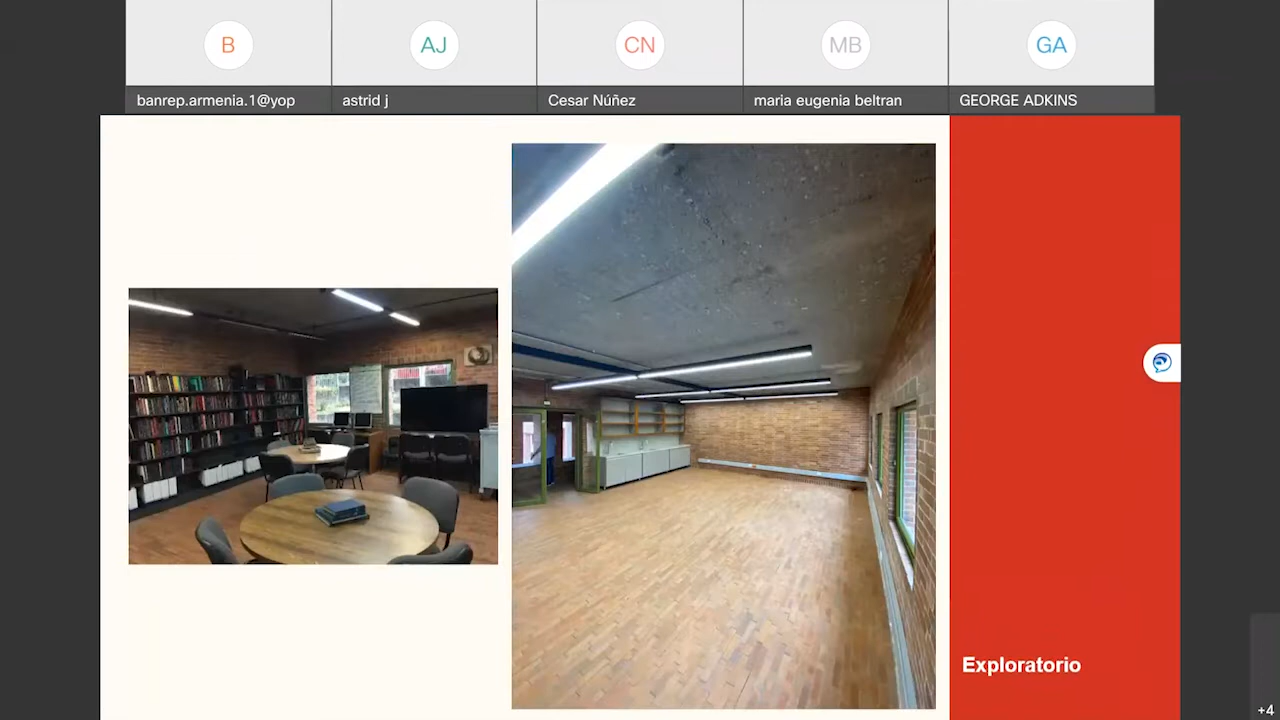 B
AJ
CN
MB
GA
banrep.armenia.1@yop
astrid j
Cesar Núñez
maria eugenia beltran
GEORGE ADKINS
Exploratorio
+4